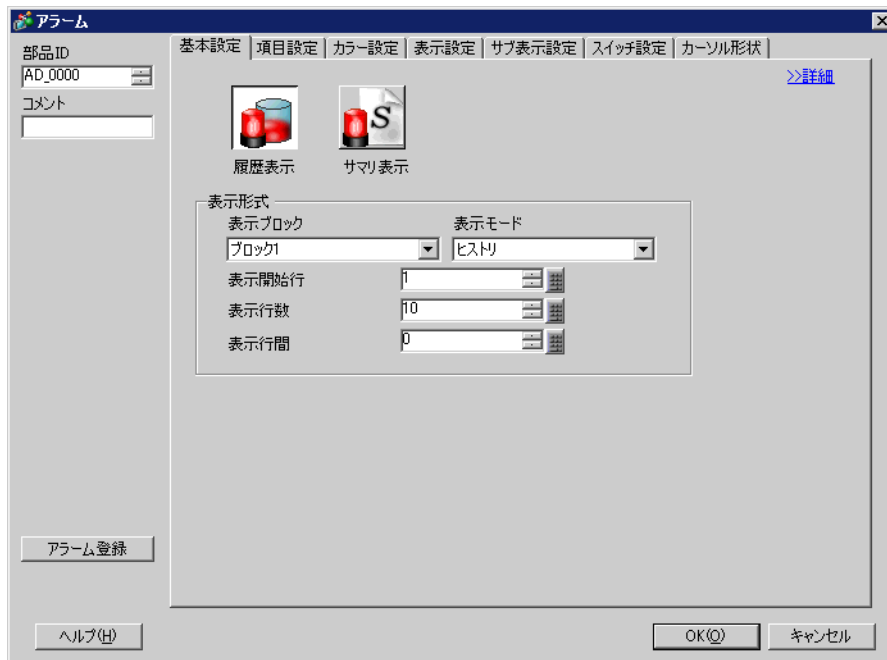 アラーム
部品ID
AD_0000
コメント
基本設定 項目設定 カラー設定 表示設定 サブ表示設定 スイッチ設定 カーソル形状
>>詳細
S
履歴表示 サマリ表示
表示形式
表示ブロック 表示モード
ブロック1 ヒストリ
表示開始行 1
表示行数 10
表示行間 0
アラーム登録
ヘルプ(H) OK(O) キャンセル